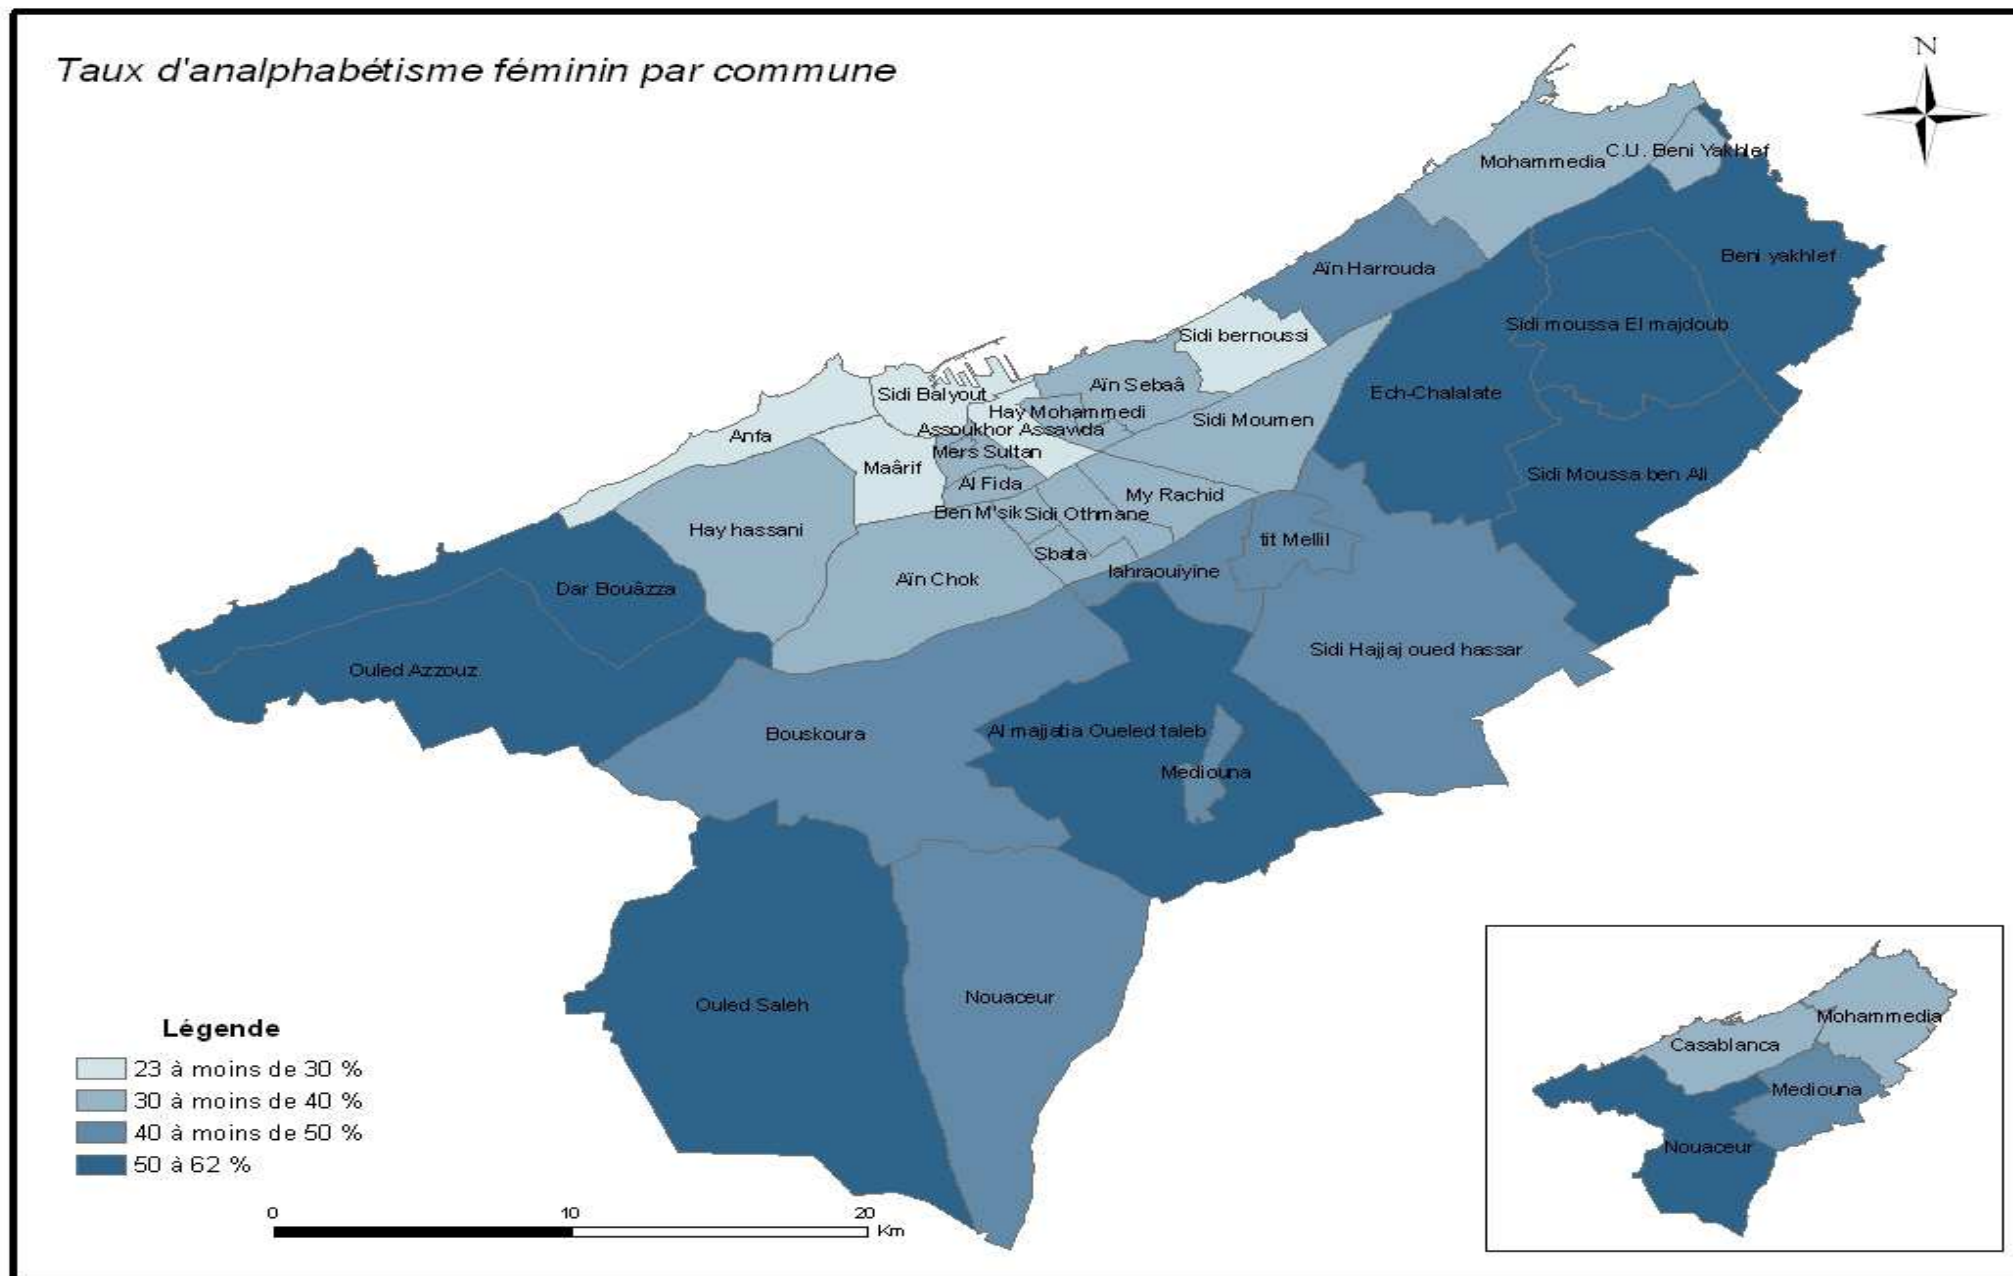 Taux d'analphabétisme féminin par commune
N
Mohammedia
C.U. Beni Yakhlef
Aïn Harrouda
Beni yakhlef
Sidi bernoussi
Sidi moussa El majdoub
Aïn Sebaâ
Ech-Chalalate
Sidi Balyout
Hay Mohammedi
Sidi Moumen
Anfa
Assoukhor Assawda
Mers Sultan
Maârif
Sidi Moussa ben Ali
Al Fida
My Rachid
Ben M'sik
Sidi Othmane
Hay hassani
tit Mellil
Sbata
lahraouiyine
Aïn Chok
Dar Bouâzza
Sidi Hajjaj oued hassar
Ouled Azzouz
Bouskoura
Al majjatia Oueled taleb
Mediouna
Ouled Saleh
Nouaceur
Légende
23 à moins de 30 %
30 à moins de 40 %
40 à moins de 50 %
50 à 62 %
0 10 20
Km
Mohammedia
Casablanca
Mediouna
Nouaceur